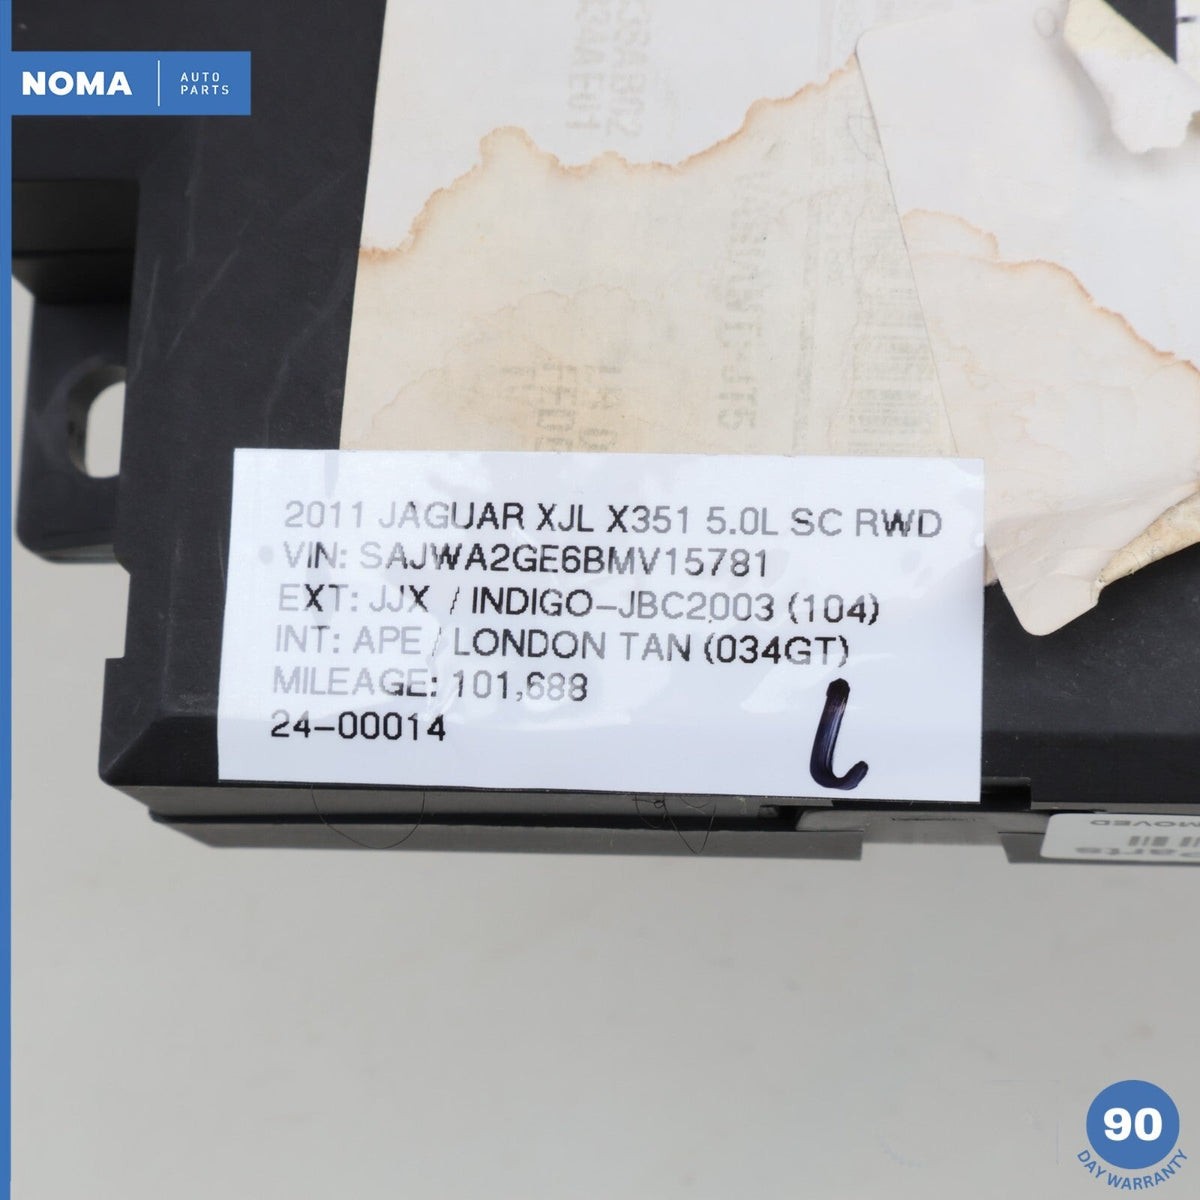 NOMA
AUTO
PARTS
2011 JAGUAR XJL X351 5.0L SC RWD
VIN: SAJWA2GE6BMV15781
EXT: JJX / INDIGO-JBC2003 (104)
INT: APE / LONDON TAN (034GT)
MILEAGE: 101,688
24-00014
L
90
DAY WARRANTY